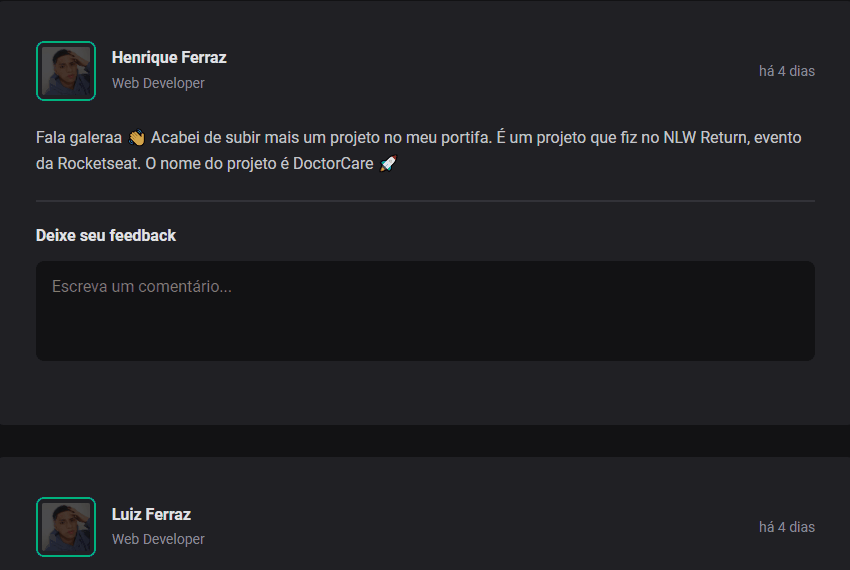 Henrique Ferraz
Web Developer
há 4 dias
Fala galeraa 👋 Acabei de subir mais um projeto no meu portifa. É um projeto que fiz no NLW Return, evento
da Rocketseat. O nome do projeto é DoctorCare 🚀
Deixe seu feedback
Escreva um comentário...
Luiz Ferraz
Web Developer
há 4 dias